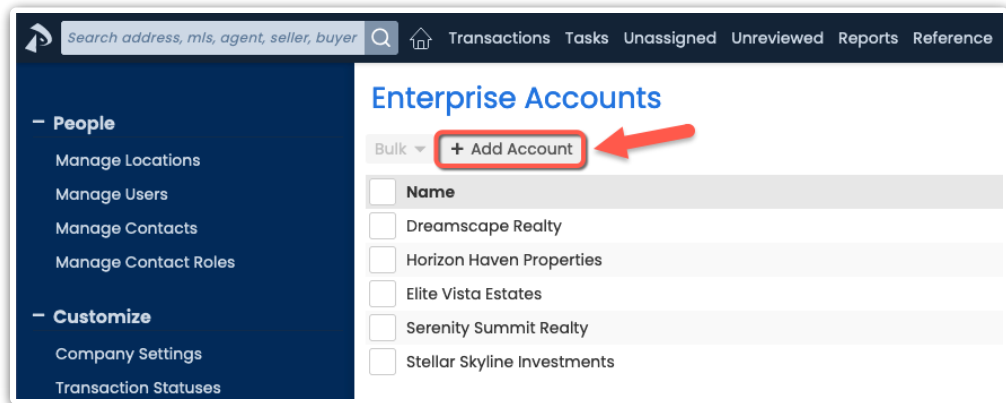 Search address, mls, agent, seller, buyer Transactions Tasks Unassigned Unreviewed Reports Reference
People
Manage Locations
Manage Users
Manage Contacts
Manage Contact Roles
Customize
Company Settings
Transaction Statuses
Enterprise Accounts
Bulk + Add Account
Name
Dreamscape Realty
Horizon Haven Properties
Elite Vista Estates
Serenity Summit Realty
Stellar Skyline Investments